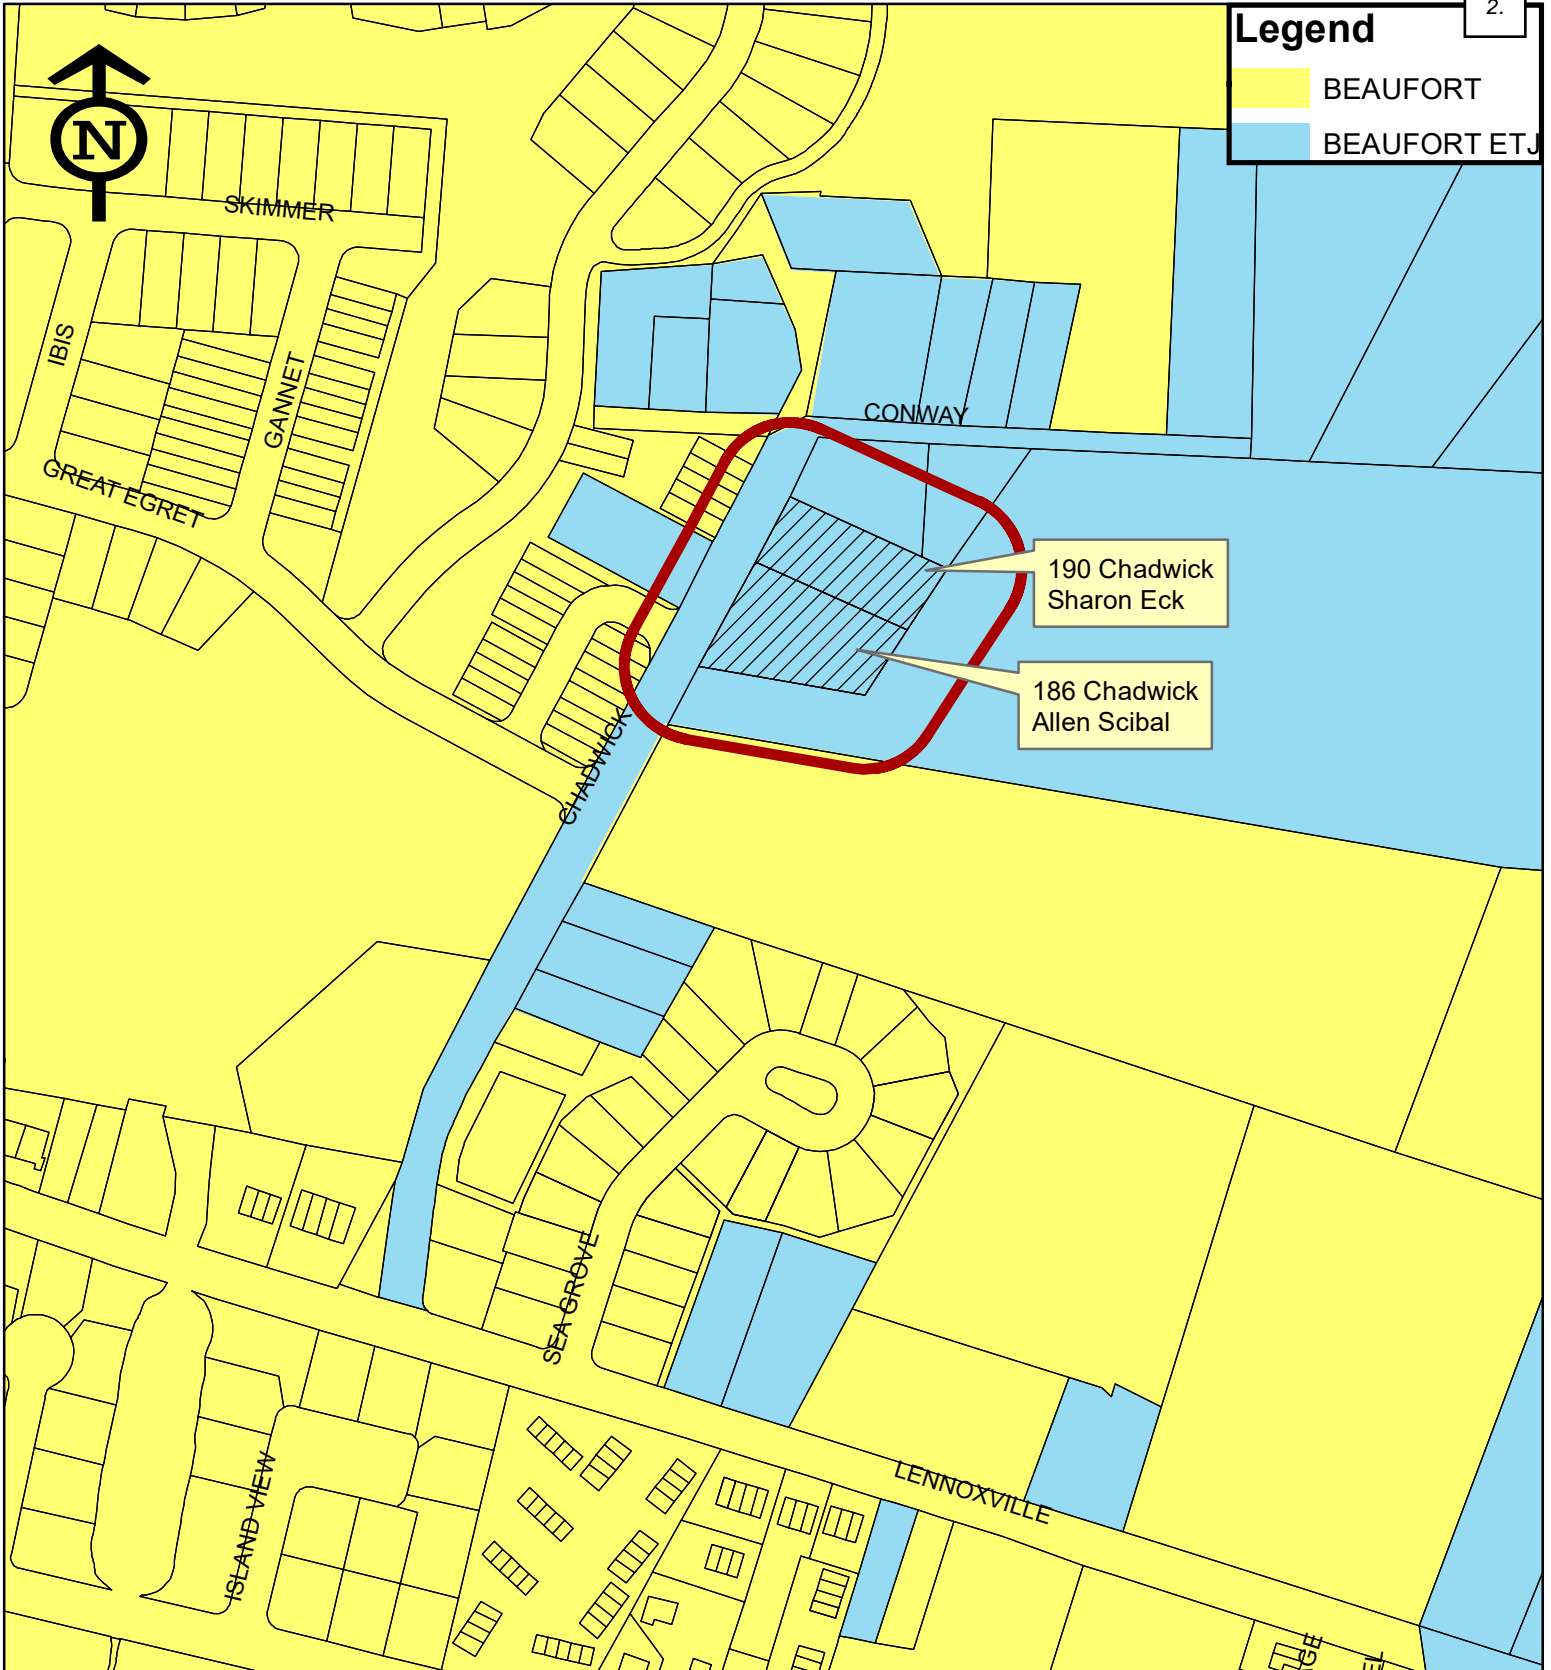 2.
Legend
BEAUFORT
BEAUFORT ETJ
N
SKIMMER
IBIS
GANNET
GREAT EGRET
CONWAY
190 Chadwick
Sharon Eck
186 Chadwick
Allen Scibal
CHADWICK
SEA GROVE
ISLAND VIEW
LENNOXVILLE